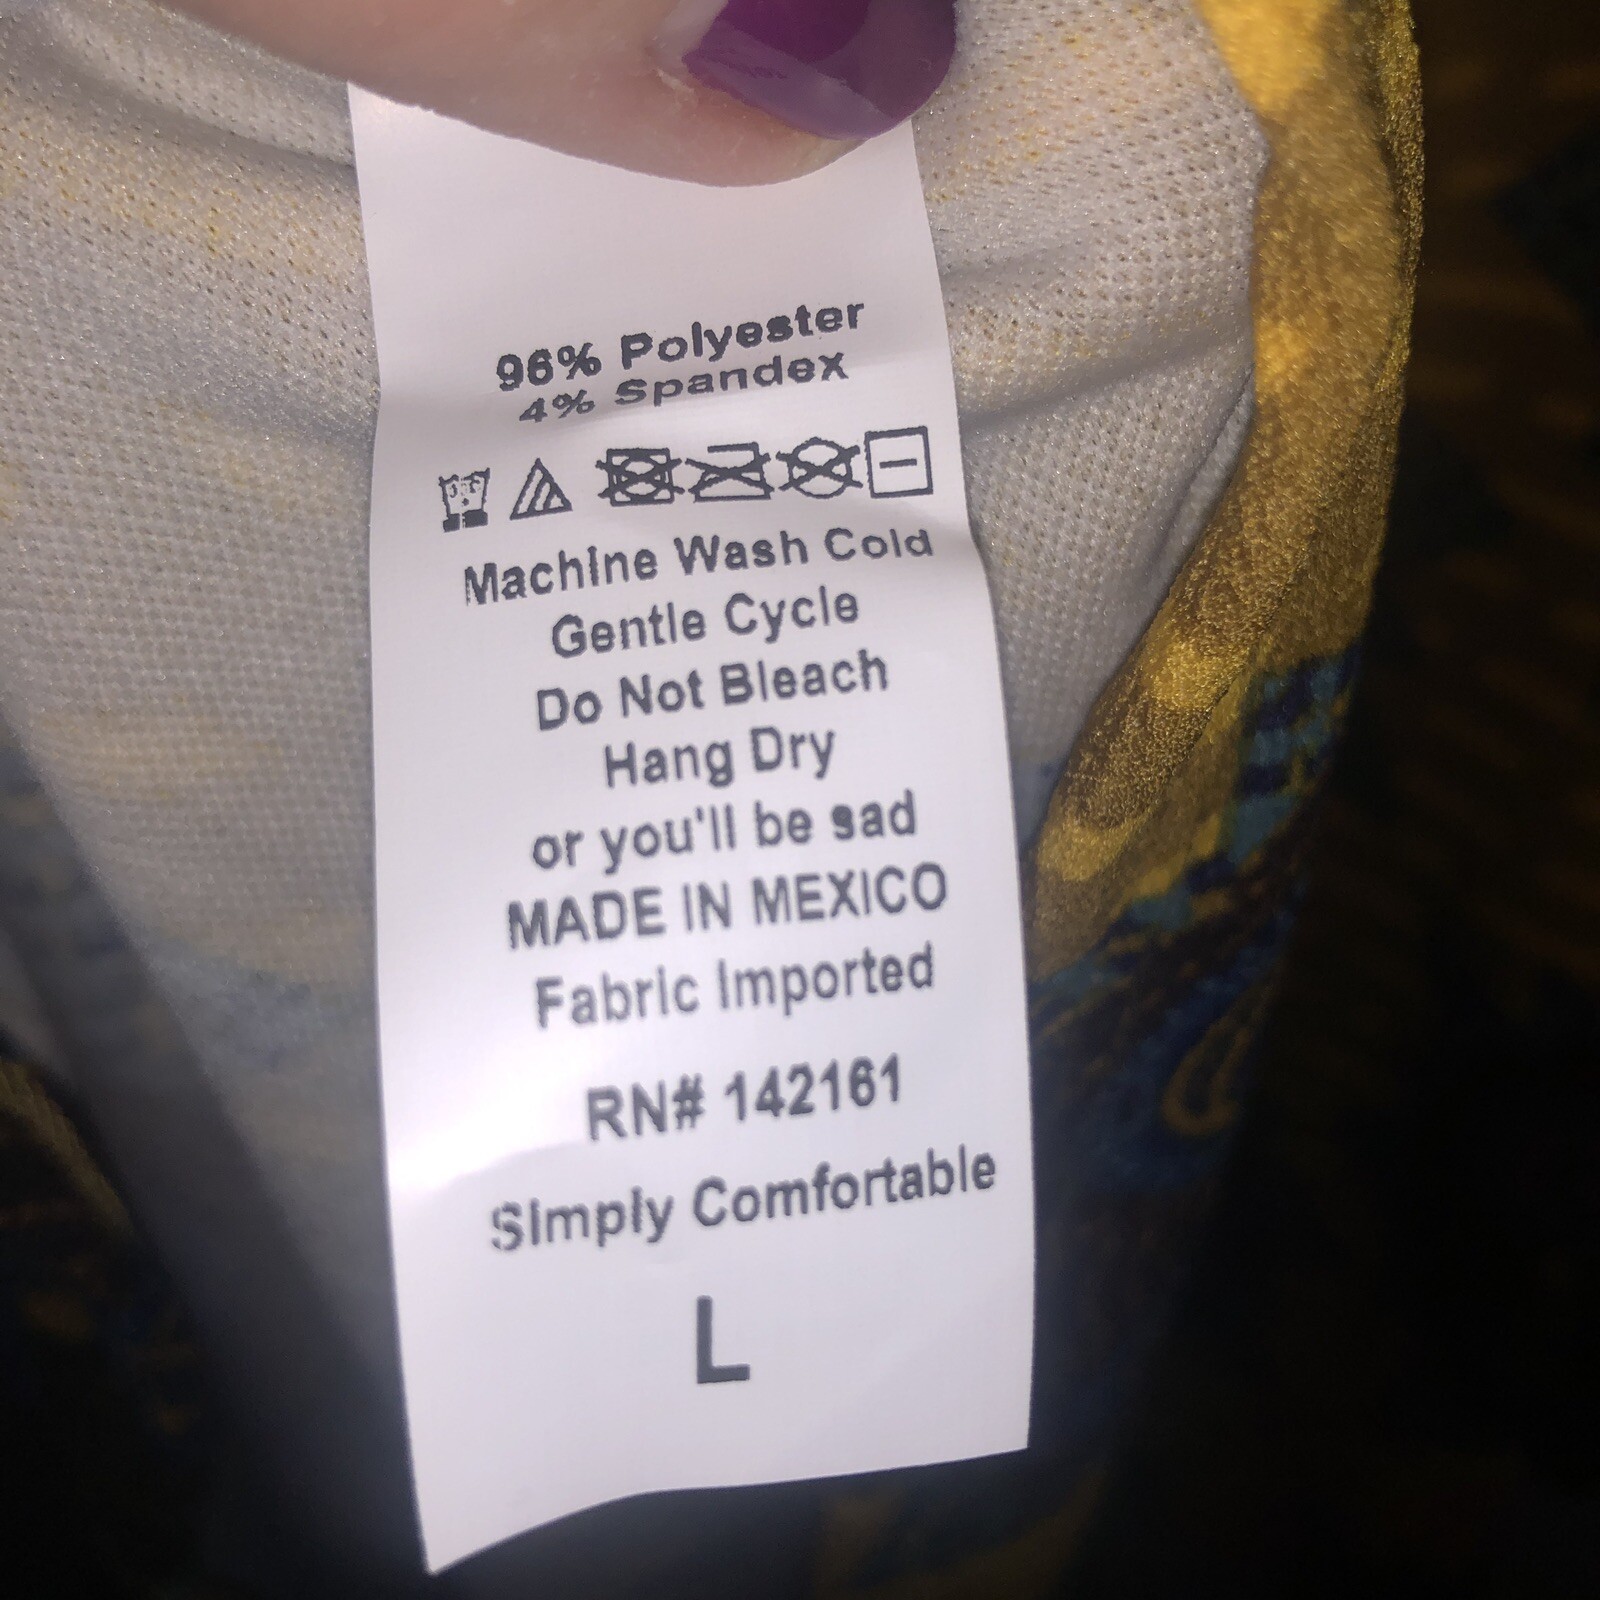 96% Polyester
4% Spandex
Machine Wash Cold
Gentle Cycle
Do Not Bleach
Hang Dry
or you'll be sad
MADE IN MEXICO
Fabric Imported
RN# 142161
Simply Comfortable
L